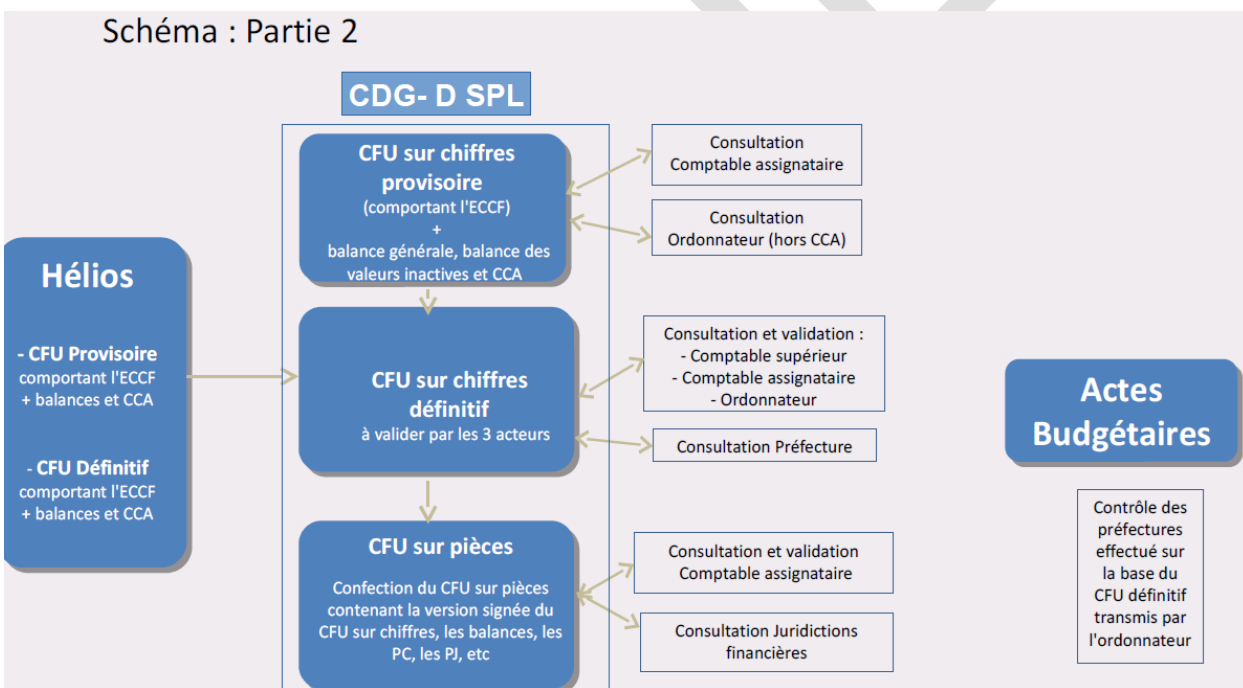 Schéma : Partie 2
CDG- D SPL
Hélios
- CFU Provisoire
comportant l'ECCF
+ balances et CCA
- CFU Définitif
comportant l'ECCF
+ balances et CCA
CFU sur chiffres
provisoire
(comportant l'ECCF)
+
balance générale, balance des
valeurs inactives et CCA
Consultation
Comptable assignataire
Consultation
Ordonnateur (hors CCA)
CFU sur chiffres
définitif
à valider par les 3 acteurs
Consultation et validation :
- Comptable supérieur
- Comptable assignataire
- Ordonnateur
Consultation Préfecture
CFU sur pièces
Confection du CFU sur pièces
contenant la version signée du
CFU sur chiffres, les balances, les
PC, les PJ, etc
Consultation et validation
Comptable assignataire
Consultation Juridictions
financières
Actes
Budgétaires
Contrôle des
préfectures
effectué sur
la base du
CFU définitif
transmis par
l'ordonnateur